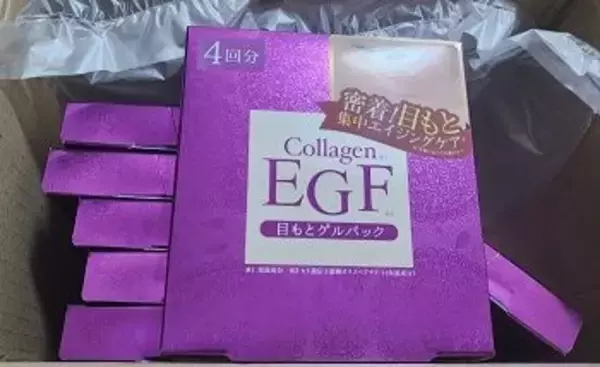 4回分
密着!目もと
集中エイジングケア
Collagen
EGF
目もとゲルパック